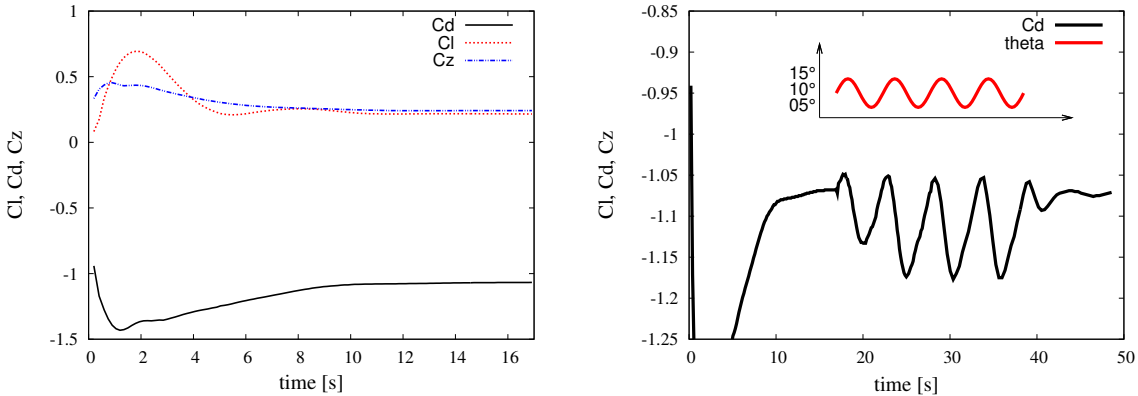 Cd
Cl
Cz
1
0.5
0
-0.5
-1
-1.5
Cl, Cd, Cz
0 2 4 6 8 10 12 14 16
time [s]
-0.85
-0.9
-0.95
-1
-1.05
-1.1
-1.15
-1.2
-1.25
Cl, Cd, Cz
Cd
theta
15°
10°
05°
0 10 20 30 40 50
time [s]